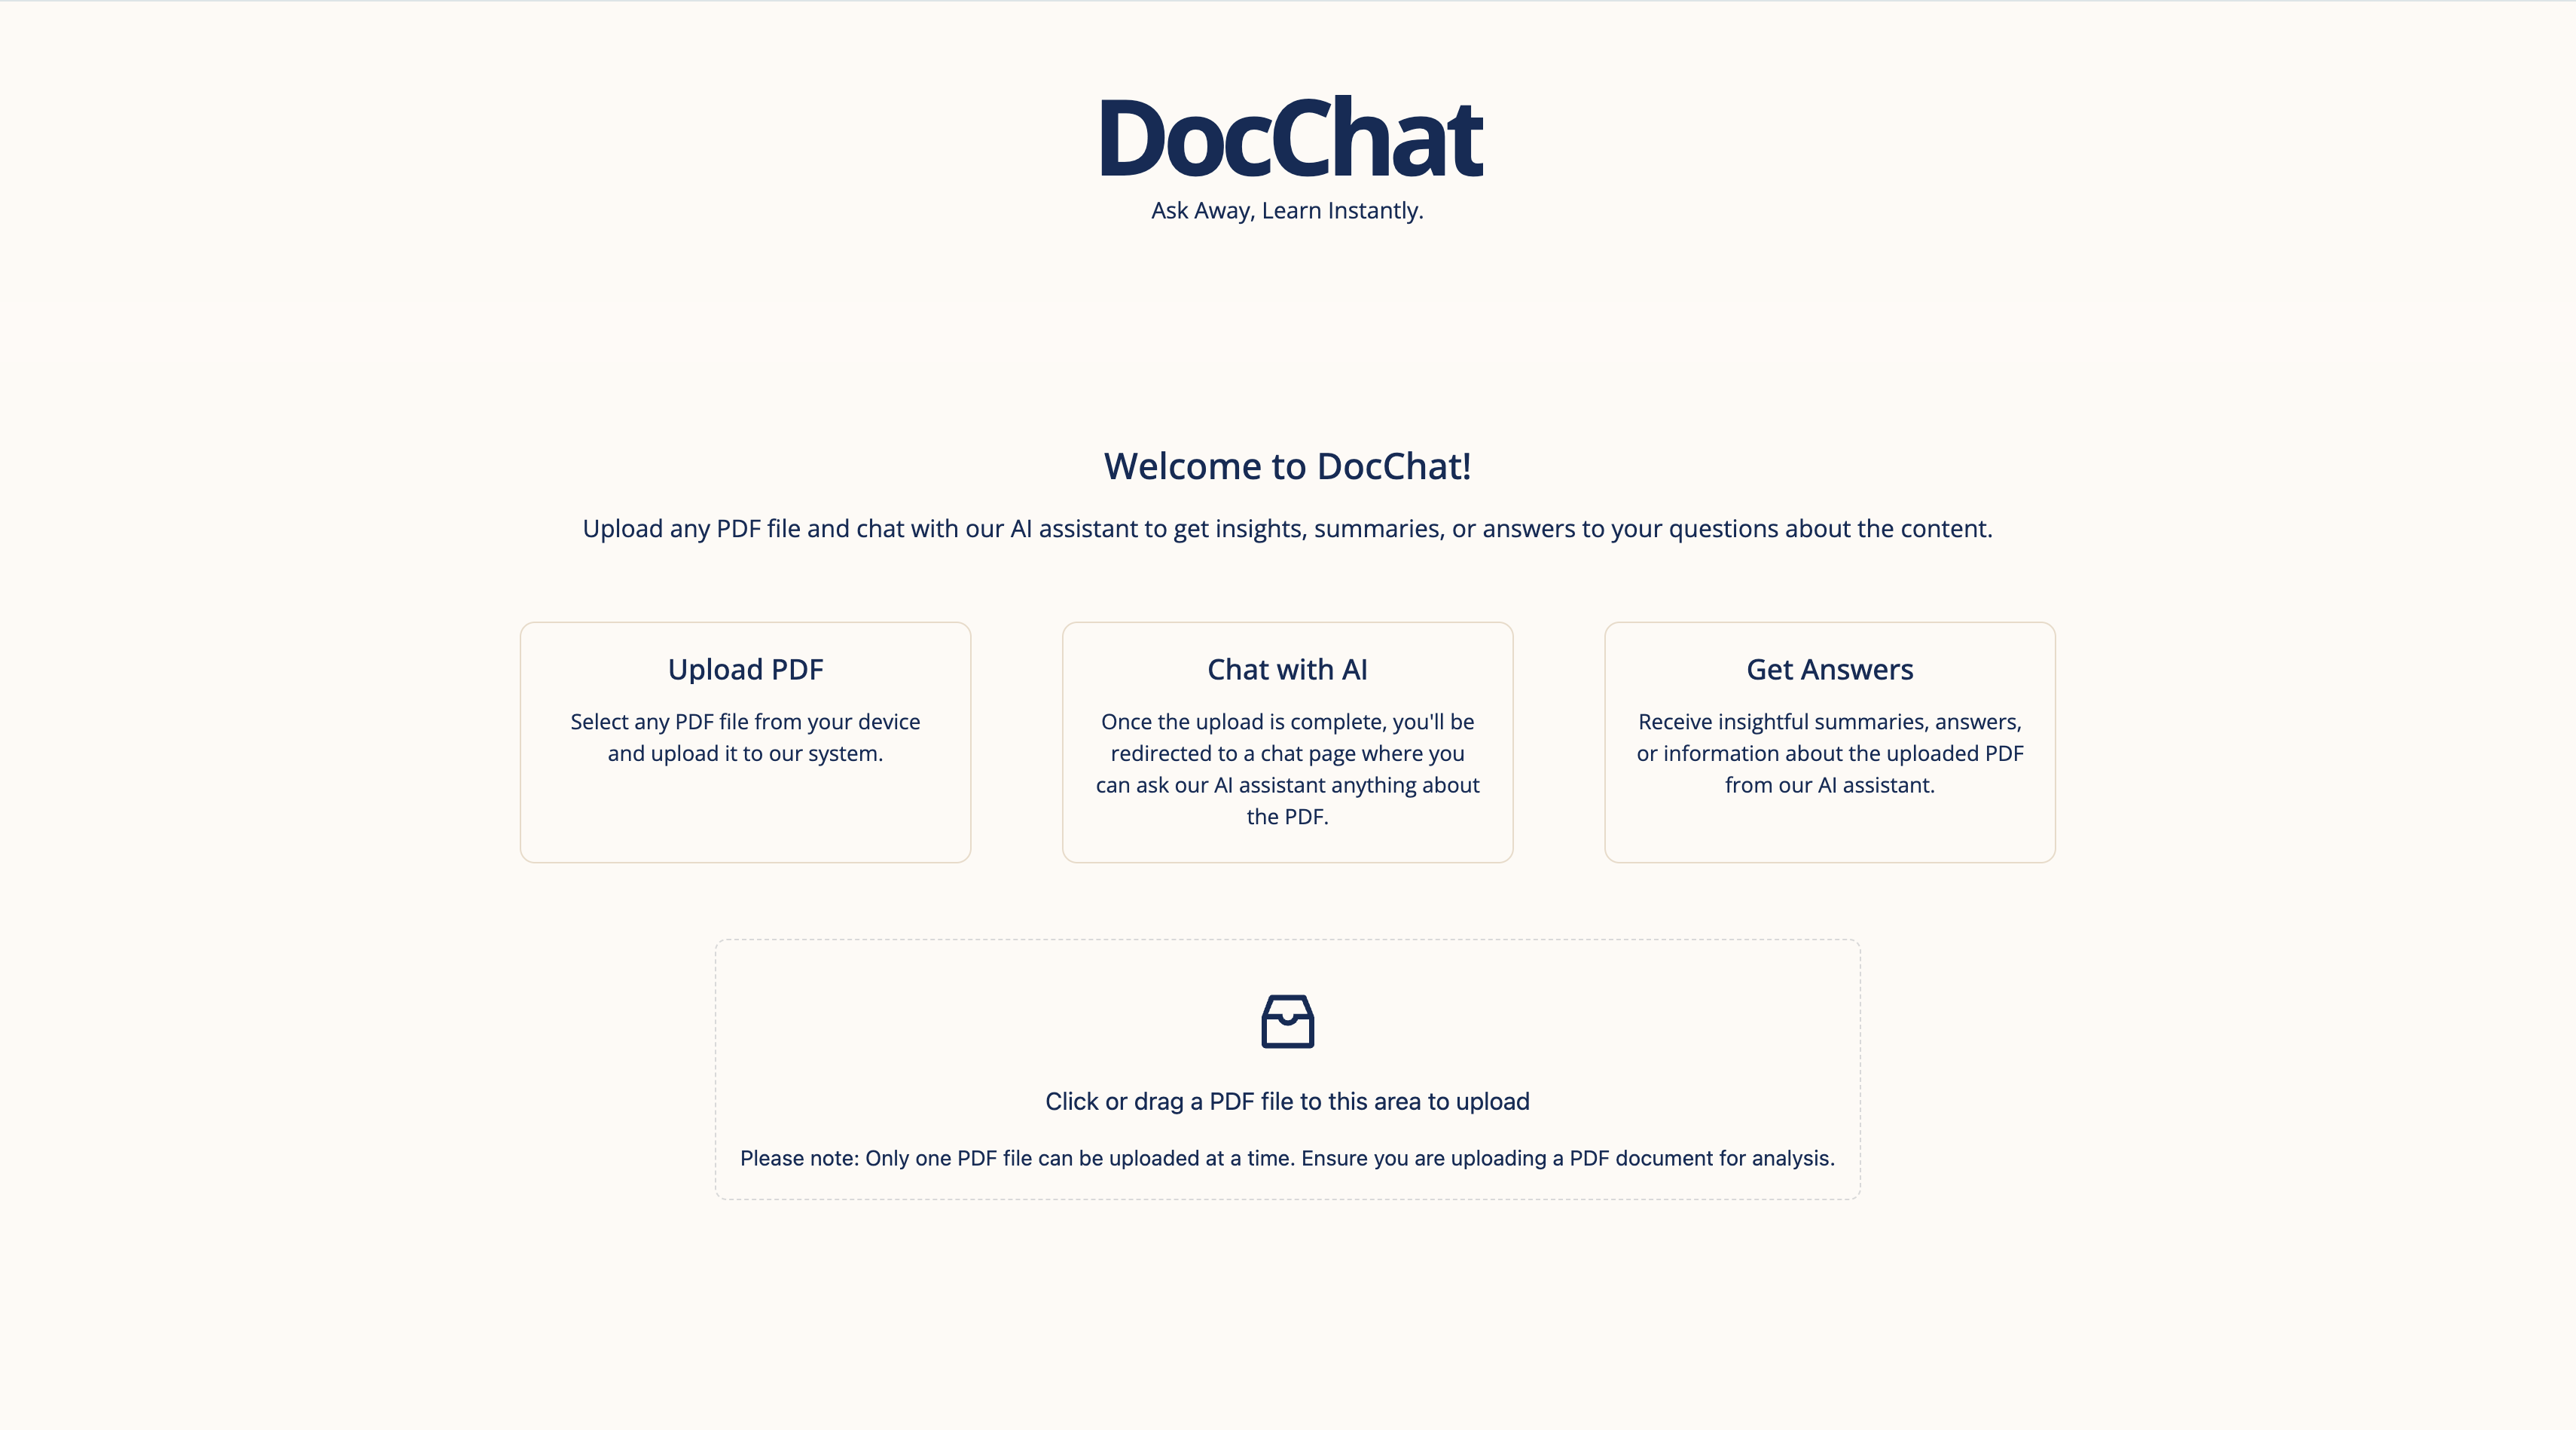 DocChat
Ask Away, Learn Instantly.
Welcome to DocChat!
Upload any PDF file and chat with our AI assistant to get insights, summaries, or answers to your questions about the content.
Upload PDF
Select any PDF file from your device
and upload it to our system.
Chat with AI
Once the upload is complete, you'll be
redirected to a chat page where you
can ask our AI assistant anything about
the PDF.
Get Answers
Receive insightful summaries, answers,
or information about the uploaded PDF
from our AI assistant.
Click or drag a PDF file to this area to upload
Please note: Only one PDF file can be uploaded at a time. Ensure you are uploading a PDF document for analysis.